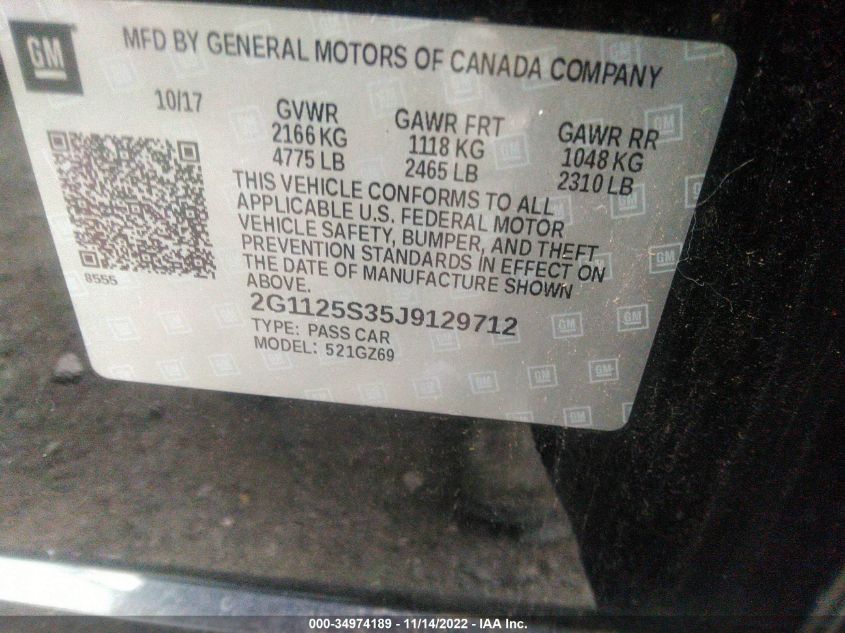 GM
MFD BY GENERAL MOTORS OF CANADA COMPANY
10/17
GVWR
2166 KG
4775 LB
GAWR FRT
1118 KG
2465 LB
GAWR RR
1048 KG
2310 LB
THIS VEHICLE CONFORMS TO ALL
APPLICABLE U.S. FEDERAL MOTOR
VEHICLE SAFETY, BUMPER, AND THEFT
PREVENTION STANDARDS IN EFFECT ON
THE DATE OF MANUFACTURE SHOWN
ABOVE.
8555
2G1125S35J9129712
TYPE: PASS CAR
MODEL: 521GZ69
000-34974189 - 11/14/2022 - IAA Inc.